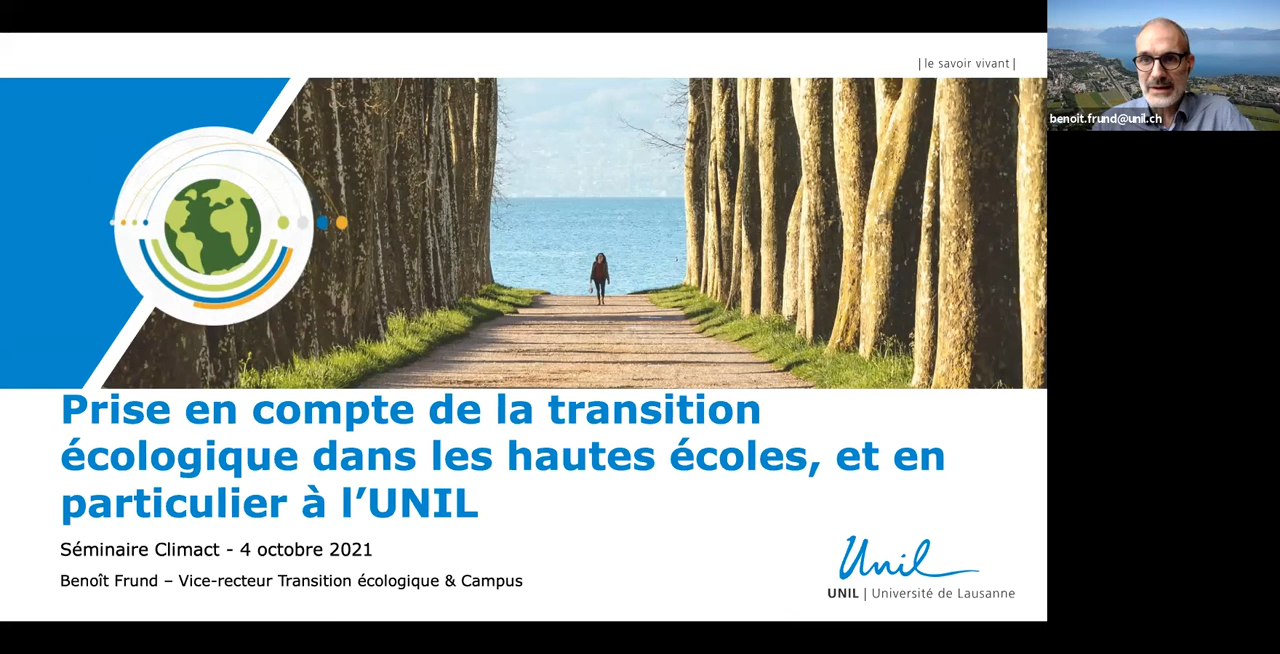 | le savoir vivant |
benoit.frund@unil.ch
Prise en compte de la transition
écologique dans les hautes écoles, et en
particulier à l’UNIL
Séminaire Climact - 4 octobre 2021
Benoît Frund – Vice-recteur Transition écologique & Campus
Unil
UNIL | Université de Lausanne